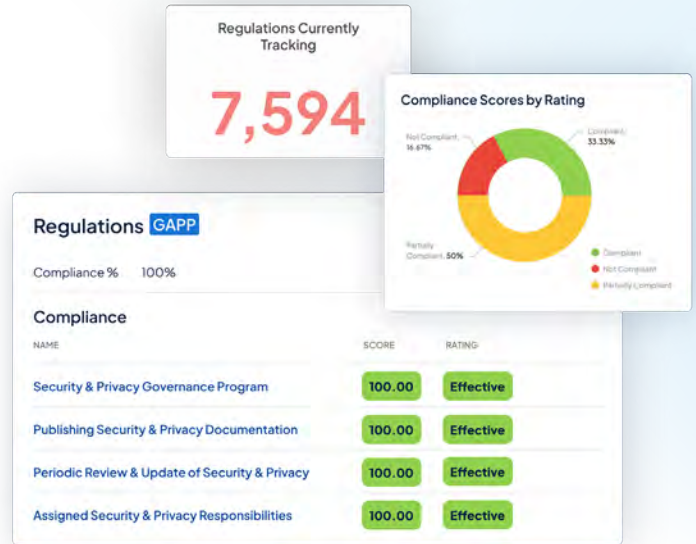 Regulations Currently
Tracking
7,594
Compliance Scores by Rating
Not Compliant,
16.67%
Compliant,
33.33%
Partially
Compliant, 50%
Compliant
Not Compliant
Partially Compliant
Regulations GAPP
Compliance % 100%
Compliance
NAME SCORE RATING
Security & Privacy Governance Program 100.00 Effective
Publishing Security & Privacy Documentation 100.00 Effective
Periodic Review & Update of Security & Privacy 100.00 Effective
Assigned Security & Privacy Responsibilities 100.00 Effective